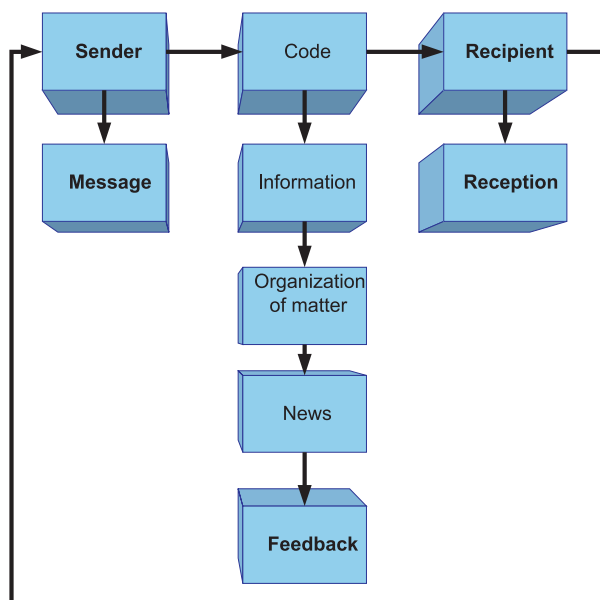 Sender
Code
Recipient
Message
Information
Reception
Organization
of matter
News
Feedback